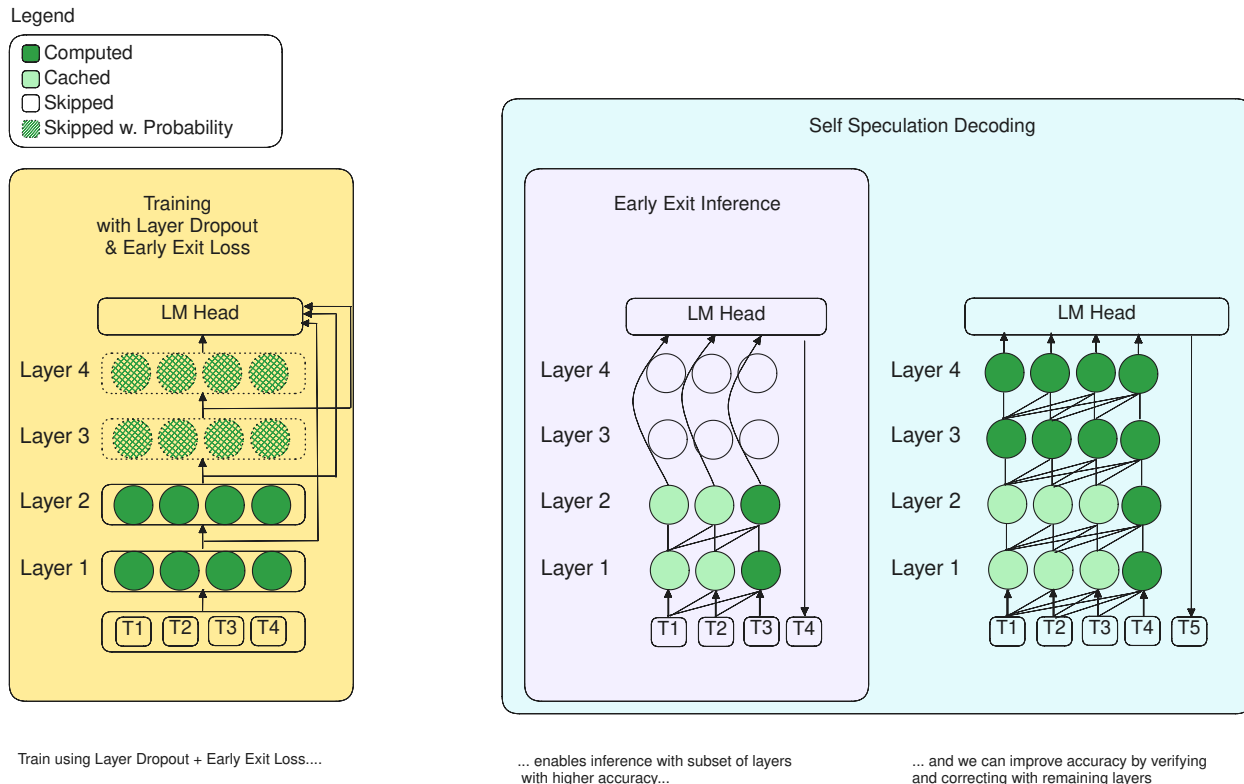 Legend
Computed
Cached
Skipped
Skipped w. Probability
Training
with Layer Dropout
& Early Exit Loss
LM Head
Layer 4
Layer 3
Layer 2
Layer 1
T1 T2 T3 T4
Self Speculation Decoding
Early Exit Inference
LM Head
Layer 4
Layer 3
Layer 2
Layer 1
T1 T2 T3 T4
LM Head
Layer 4
Layer 3
Layer 2
Layer 1
T1 T2 T3 T4 T5
Train using Layer Dropout + Early Exit Loss....
... enables inference with subset of layers
with higher accuracy...
... and we can improve accuracy by verifying
and correcting with remaining layers